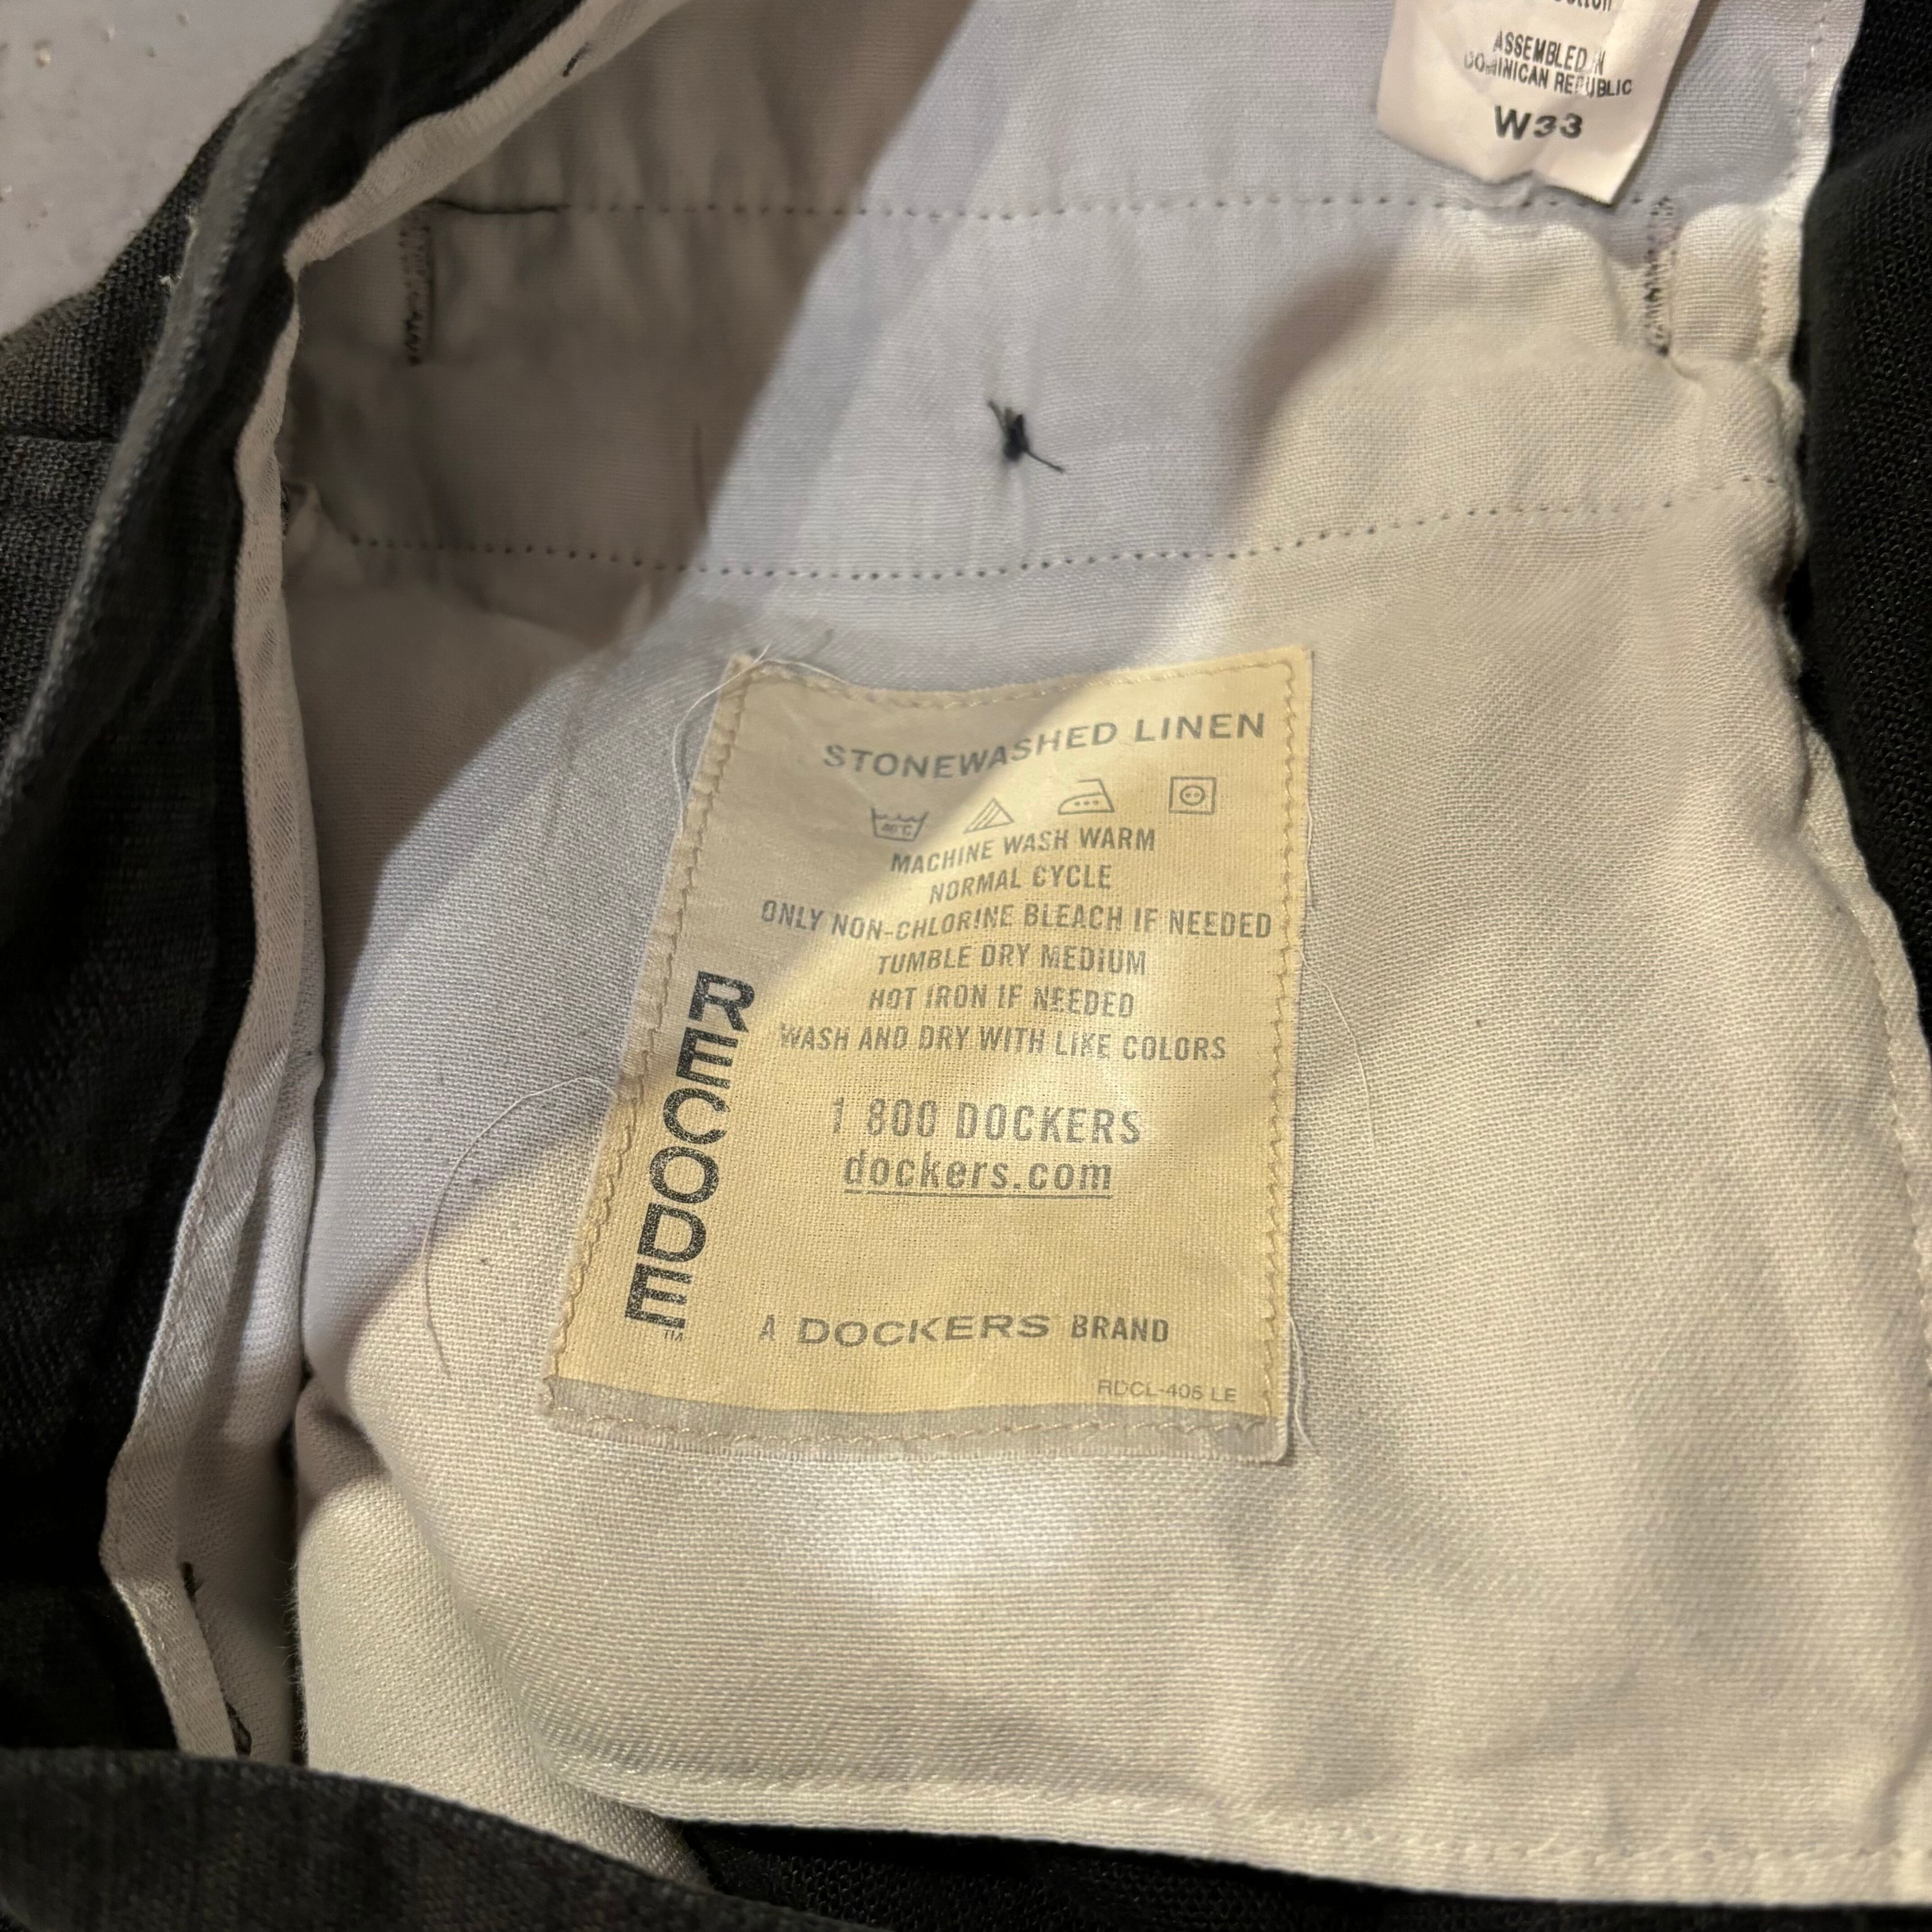 ASSEMBLED IN
DOMINICAN REPUBLIC
W33
STONEWASHED LINEN
40°C
MACHINE WASH WARM
NORMAL CYCLE
ONLY NON-CHLORINE BLEACH IF NEEDED
TUMBLE DRY MEDIUM
HOT IRON IF NEEDED
WASH AND DRY WITH LIKE COLORS
1 800 DOCKERS
dockers.com
RECODE™
A DOCKERS BRAND
RDCL-405 LE